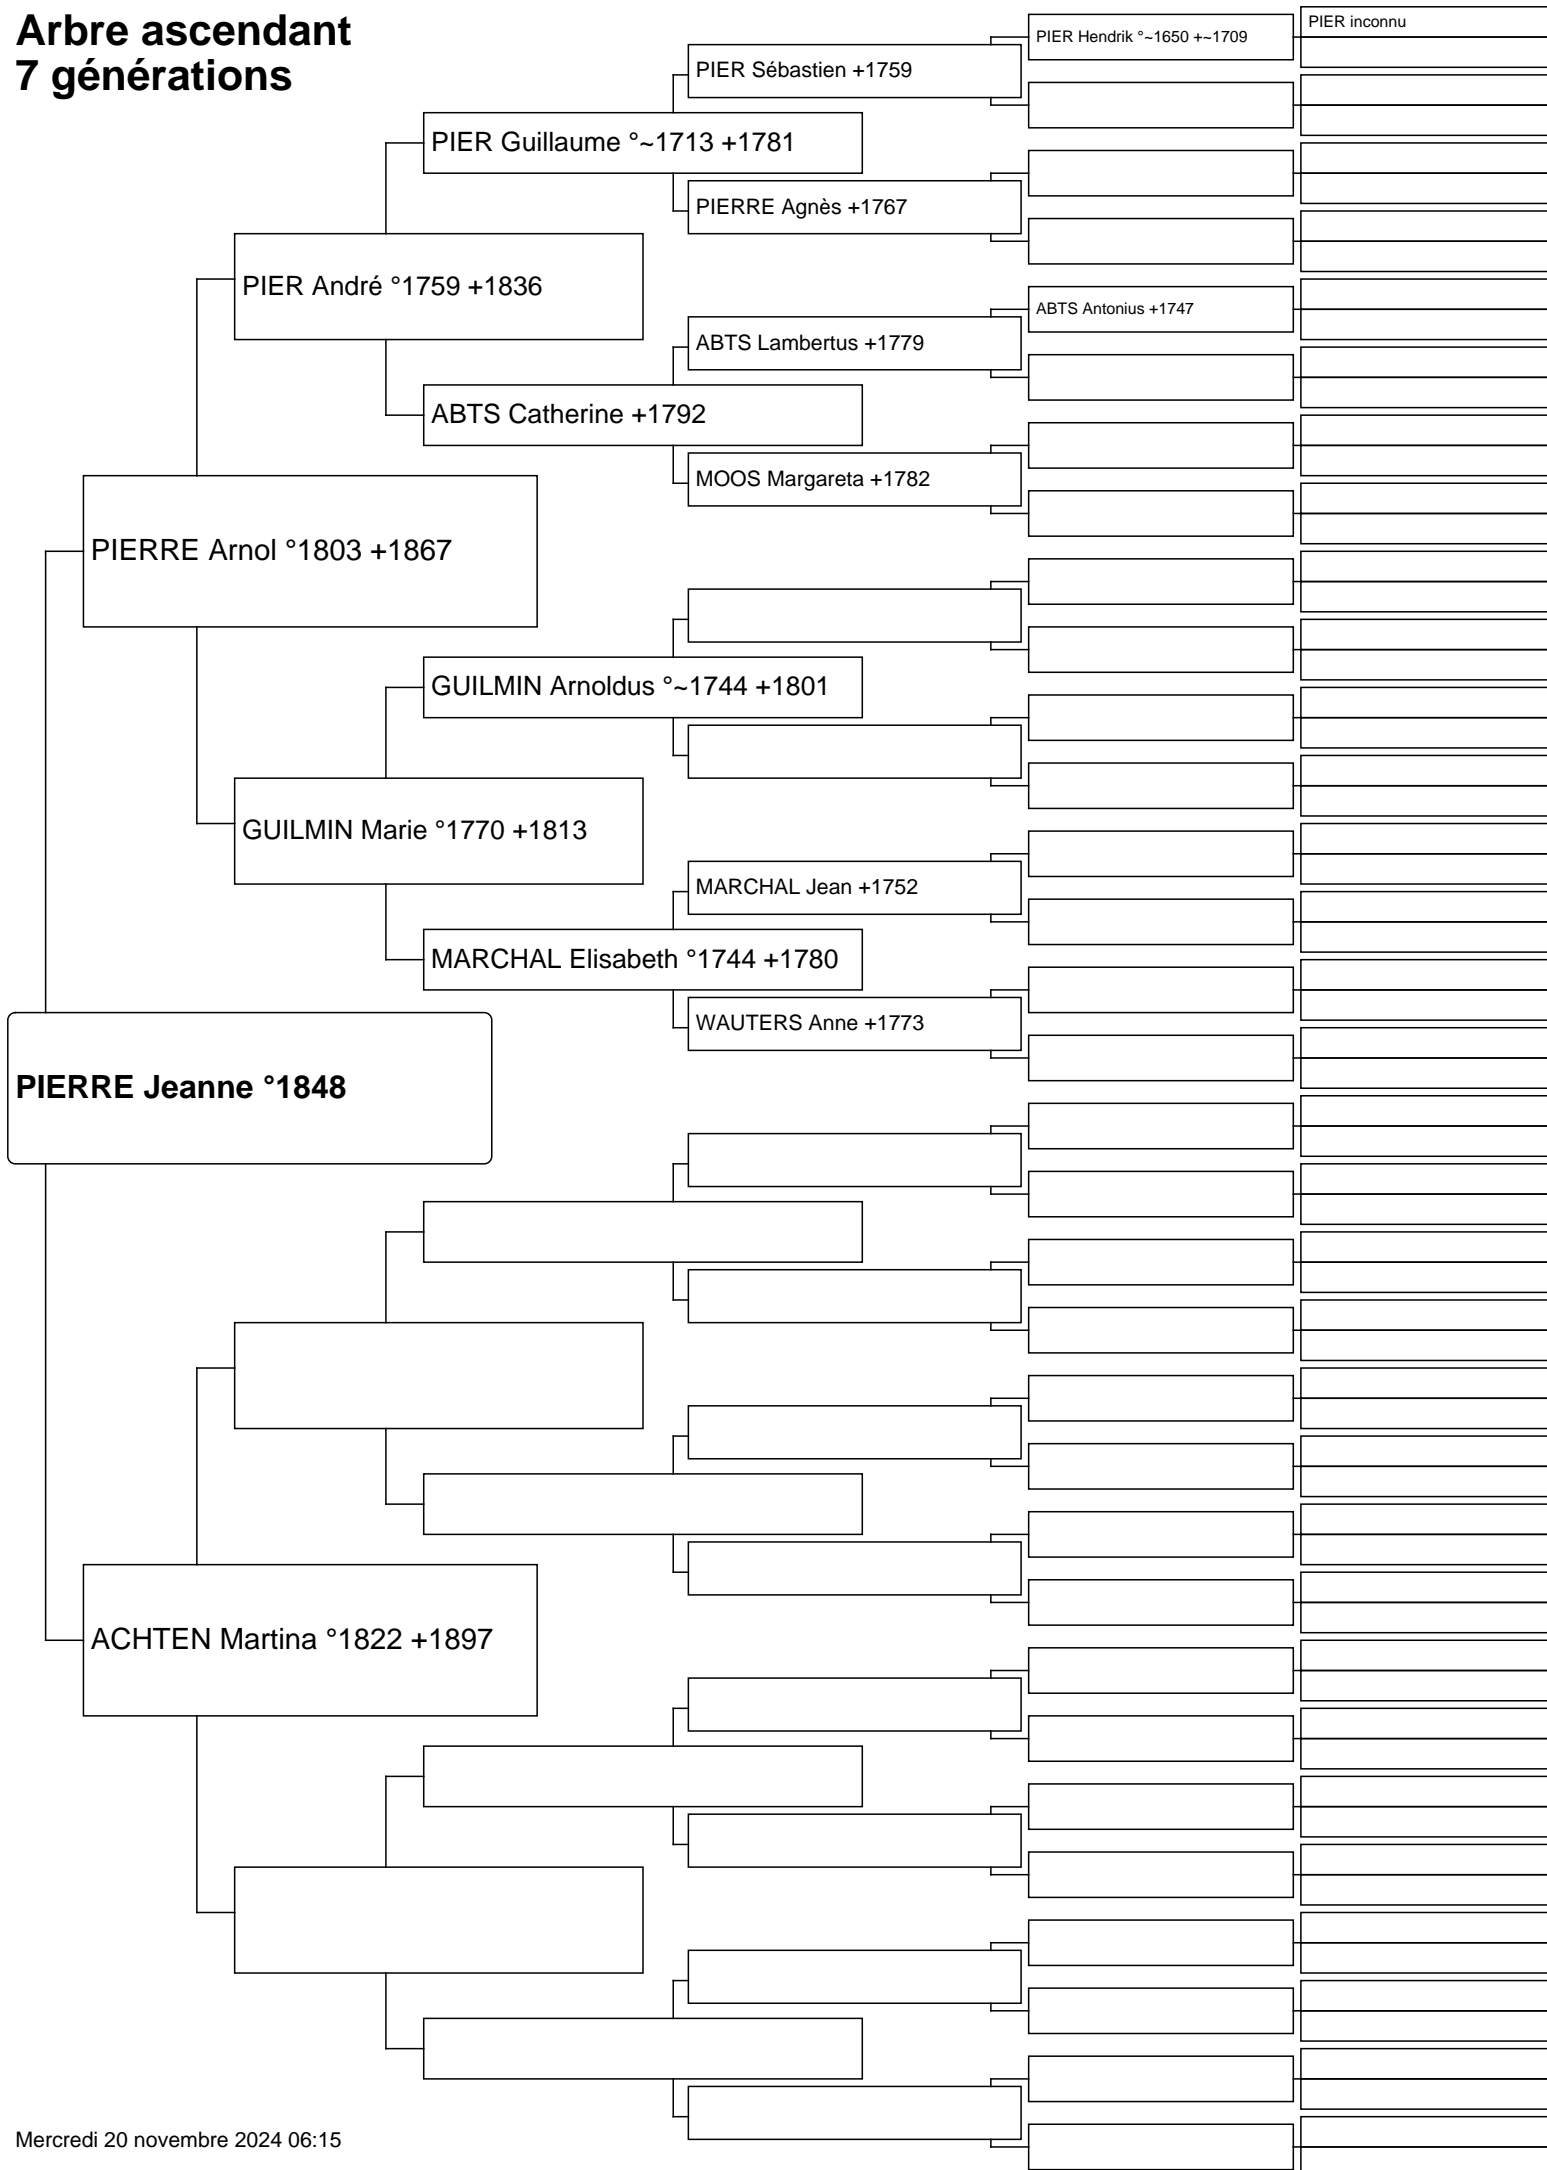 Arbre ascendant
7 générations
PIER inconnu
PIER Hendrik °~1650 +~1709
PIER Sébastien +1759
PIER Guillaume °~1713 +1781
PIERRE Agnès +1767
PIER André °1759 +1836
ABTS Antonius +1747
ABTS Lambertus +1779
ABTS Catherine +1792
MOOS Margareta +1782
PIERRE Arnol °1803 +1867
GUILMIN Arnoldus °~1744 +1801
GUILMIN Marie °1770 +1813
MARCHAL Jean +1752
MARCHAL Elisabeth °1744 +1780
WAUTERS Anne +1773
PIERRE Jeanne °1848
ACHTEN Martina °1822 +1897
Mercredi 20 novembre 2024 06:15